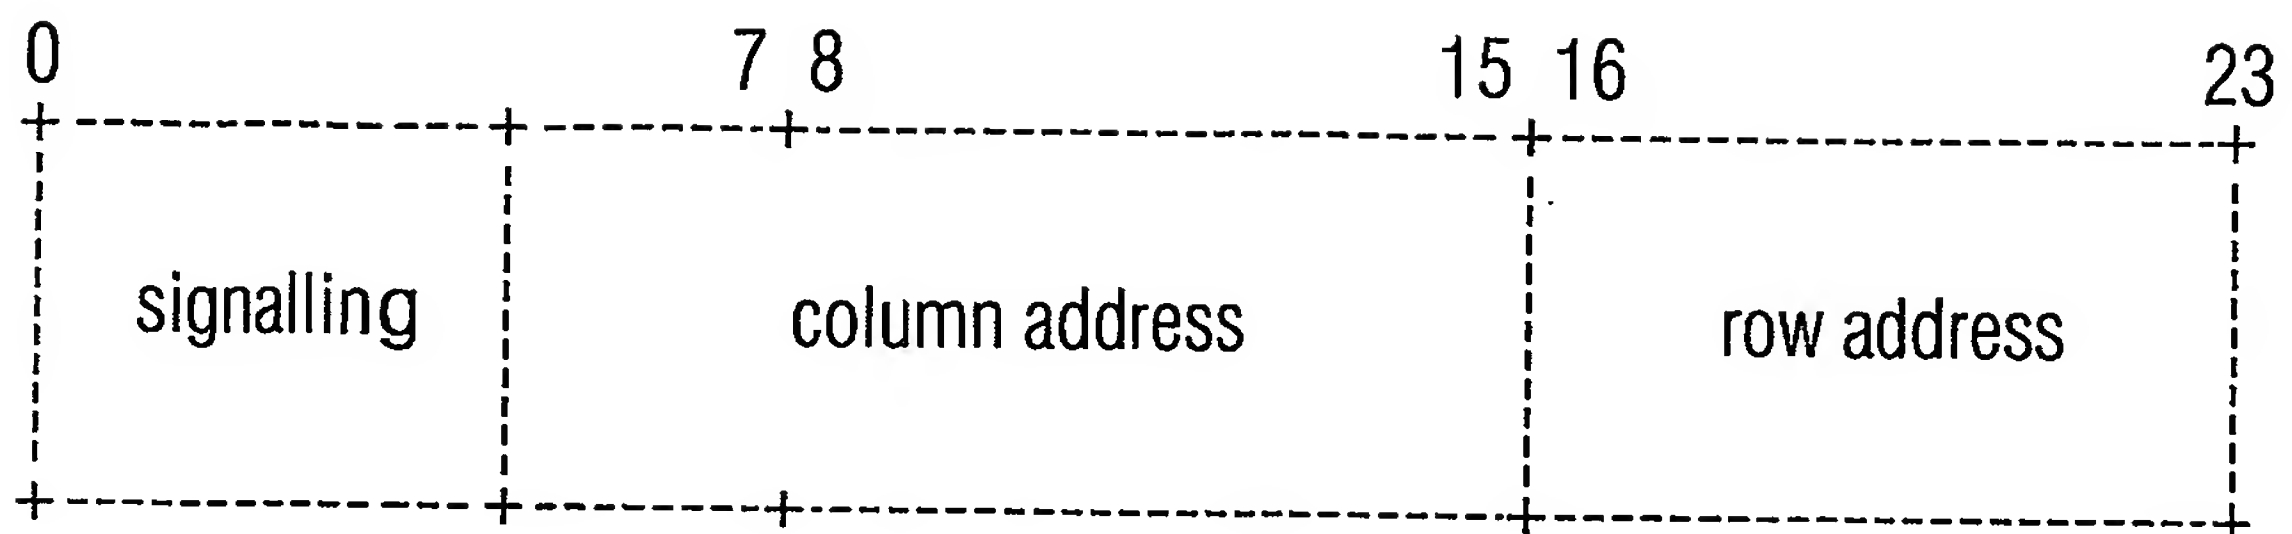 0 7 8 15 16 23
signalling column address row address